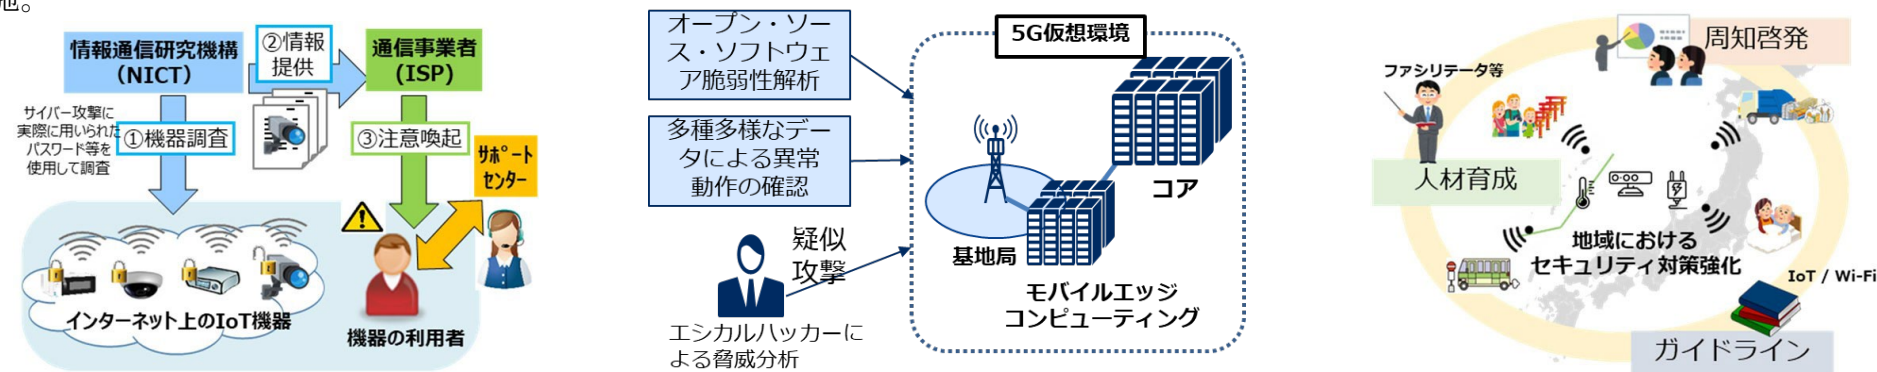 施。
情報通信研究機構
(NICT)
②情報
提供
通信事業者
(ISP)
サイバー攻撃に
実際に用いられた
パスワード等を
使用して調査
①機器調査
③注意喚起
サポート
センター
インターネット上のIoT機器
機器の利用者
オープン・ソー
ス・ソフトウェ
ア脆弱性解析
多種多様なデー
タによる異常
動作の確認
疑似
攻撃
エシカルハッカーに
よる脅威分析
5G仮想環境
コア
基地局
モバイルエッジ
コンピューティング
周知啓発
ファシリテータ等
人材育成
地域における
セキュリティ対策強化
IoT / Wi-Fi
ガイドライン